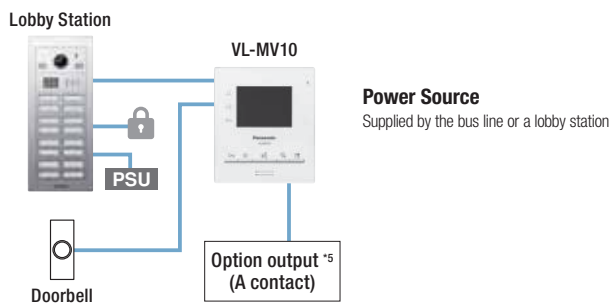 Lobby Station
VL-MV10
Panasonic
Power Source
Supplied by the bus line or a lobby station
PSU
Option output *5
(A contact)
Doorbell